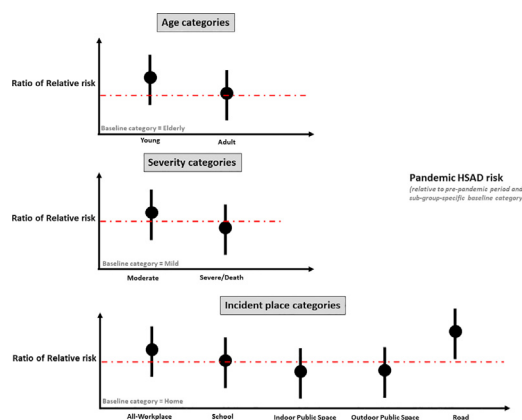 Age categories
Ratio of Relative risk
Baseline category = Elderly
Young Adult
Severity categories
Pandemic HSAD risk
(relative to pre-pandemic period and
sub-group-specific baseline category
Ratio of Relative risk
Baseline category = Mild
Moderate Severe/Death
Incident place categories
Ratio of Relative risk
Baseline category = Home
All-Workplace School Indoor Public Space Outdoor Public Space Road